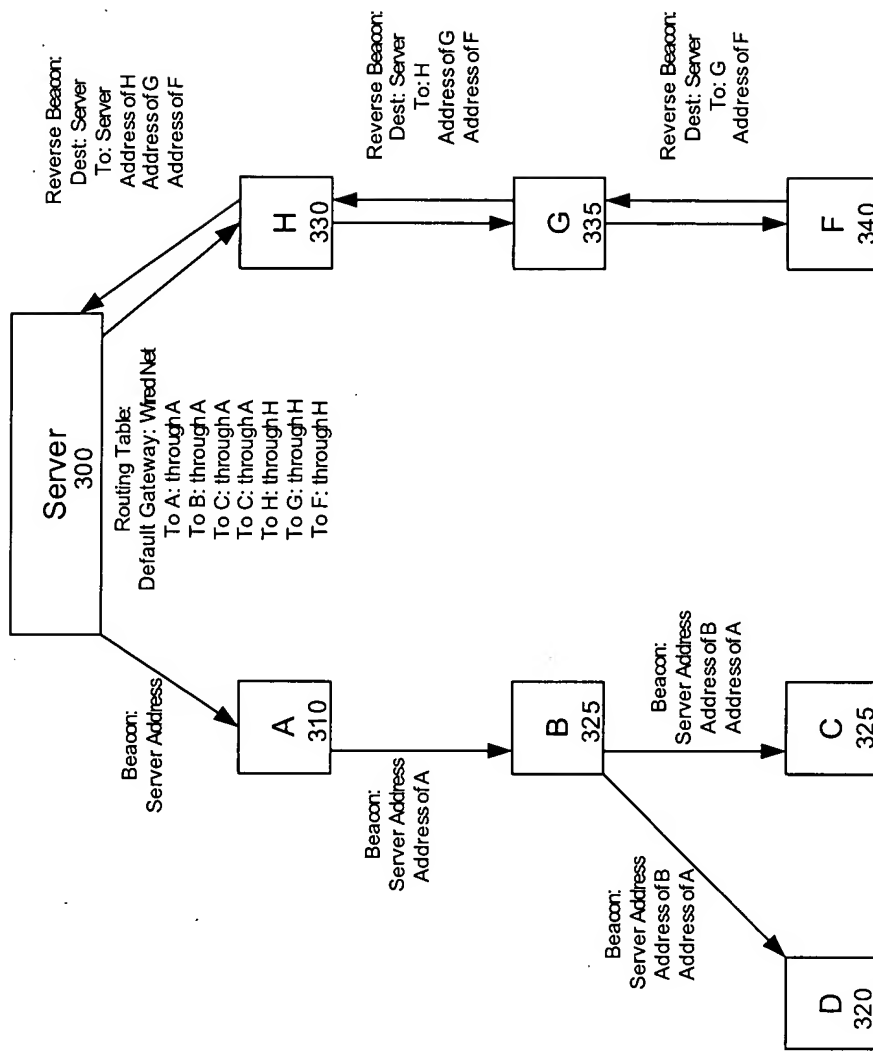 Server
300
Routing Table:
Default Gateway: Wired Net
To A: through A
To B: through A
To C: through A
To C: through A
To H: through H
To G: through H
To F: through H
Beacon:
Server Address
A
310
Beacon:
Server Address
Address of A
B
325
Beacon:
Server Address
Address of B
Address of A
D
320
Beacon:
Server Address
Address of B
Address of A
C
325
Reverse Beacon:
Dest: Server
To: Server
Address of H
Address of G
Address of F
H
330
Reverse Beacon:
Dest: Server
To: H
Address of G
Address of F
G
335
Reverse Beacon:
Dest: Server
To: G
Address of F
F
340